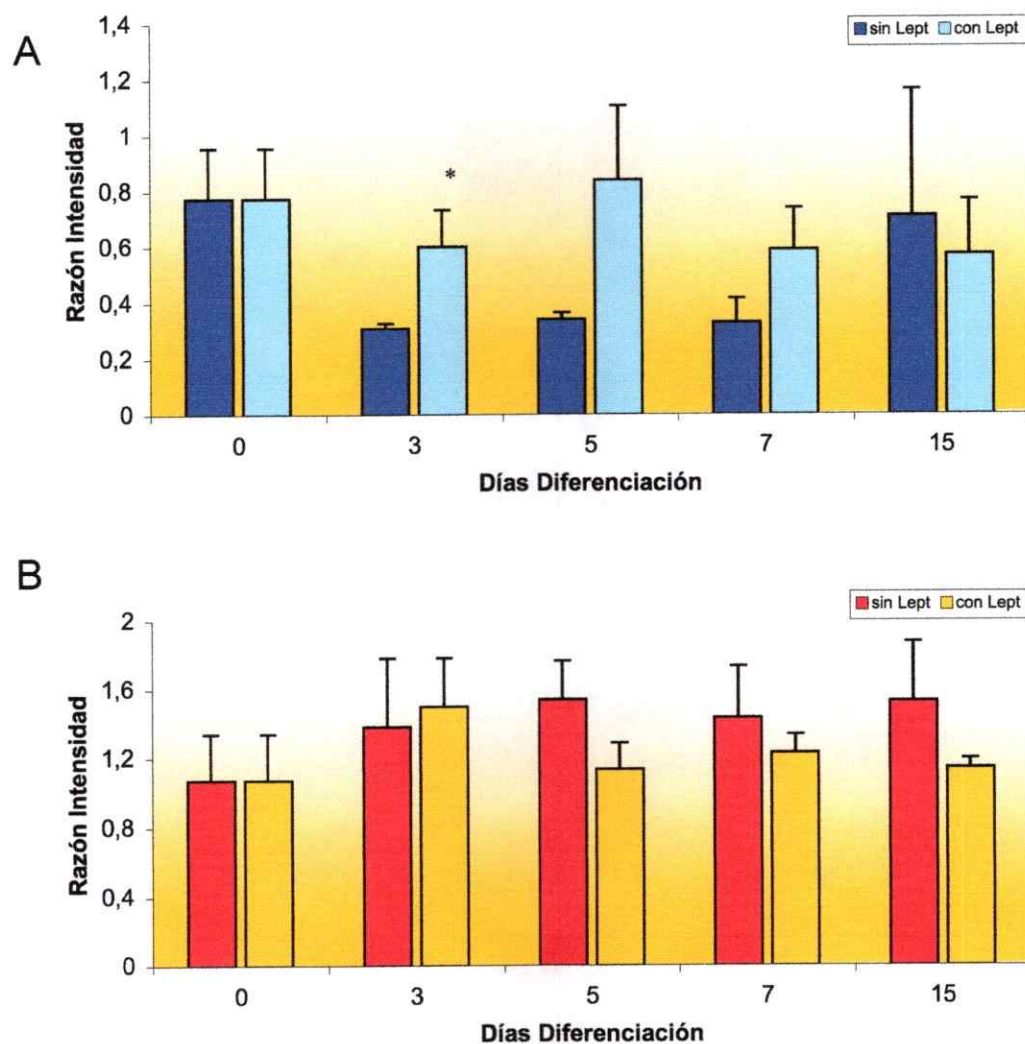 A
sin Lept con Lept
1,4
1,2
1
0,8
0,6
0,4
0,2
0
Razón Intensidad
*
0 3 5 7 15
Días Diferenciación
B
sin Lept con Lept
2
1,6
1,2
0,8
0,4
0
Razón Intensidad
0 3 5 7 15
Días Diferenciación